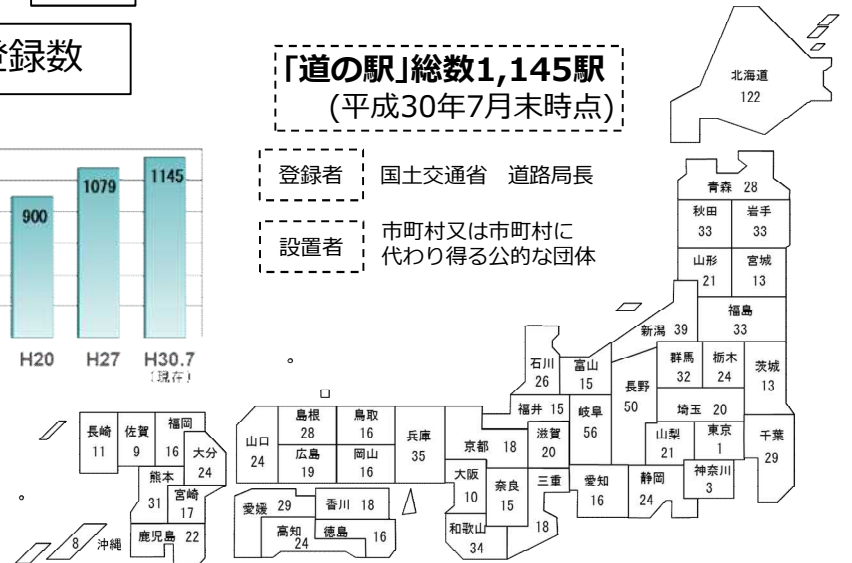 登録数
「道の駅」総数1,145駅
(平成30年7月末時点)
登録者 国土交通省 道路局長
設置者 市町村又は市町村に
代わり得る公的な団体
900
1079
1145
H20
H27
H30.7
(現在)
北海道
122
青森 28
秋田
33
岩手
33
山形
21
宮城
13
福島
33
新潟 39
群馬
32
栃木
24
茨城
13
石川
26
富山
15
長野
50
埼玉 20
福井 15
岐阜
56
山梨
21
東京
1
千葉
29
神奈川
3
静岡
24
愛知
16
滋賀
20
三重
18
京都 18
大阪
10
奈良
15
和歌山
34
兵庫
35
鳥取
16
島根
28
岡山
16
広島
19
山口
24
愛媛 29
香川 18
高知
24
徳島 16
福岡
16
佐賀
9
長崎
11
大分
24
熊本
31
宮崎
17
鹿児島 22
8 沖縄